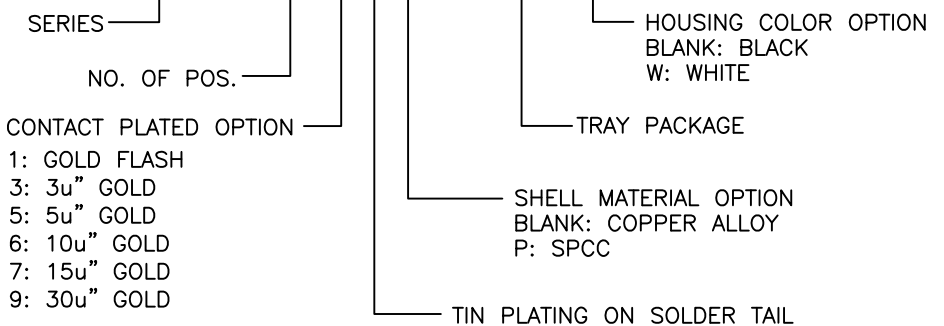 SERIES
NO. OF POS.
CONTACT PLATED OPTION
1: GOLD FLASH
3: 3u" GOLD
5: 5u" GOLD
6: 10u" GOLD
7: 15u" GOLD
9: 30u" GOLD
HOUSING COLOR OPTION
BLANK: BLACK
W: WHITE
TRAY PACKAGE
SHELL MATERIAL OPTION
BLANK: COPPER ALLOY
P: SPCC
TIN PLATING ON SOLDER TAIL